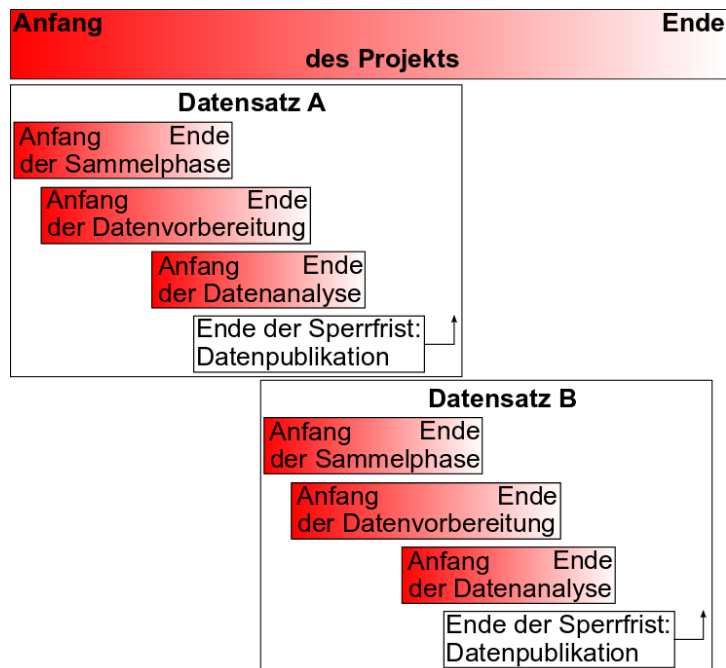 Anfang Ende
des Projekts
Datensatz A
Anfang Ende
der Sammelphase
Anfang Ende
der Datenvorbereitung
Anfang Ende
der Datenanalyse
Ende der Sperrfrist:
Datenpublikation
Datensatz B
Anfang Ende
der Sammelphase
Anfang Ende
der Datenvorbereitung
Anfang Ende
der Datenanalyse
Ende der Sperrfrist:
Datenpublikation